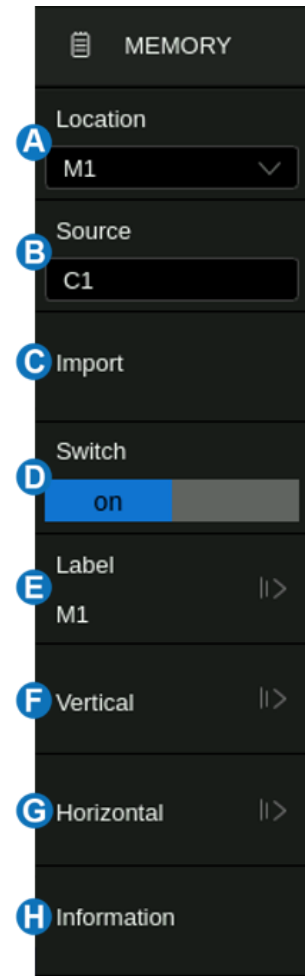 MEMORY
A
Location
M1
B
Source
C1
C
Import
D
Switch
on
E
Label
M1
F
Vertical
G
Horizontal
H
Information